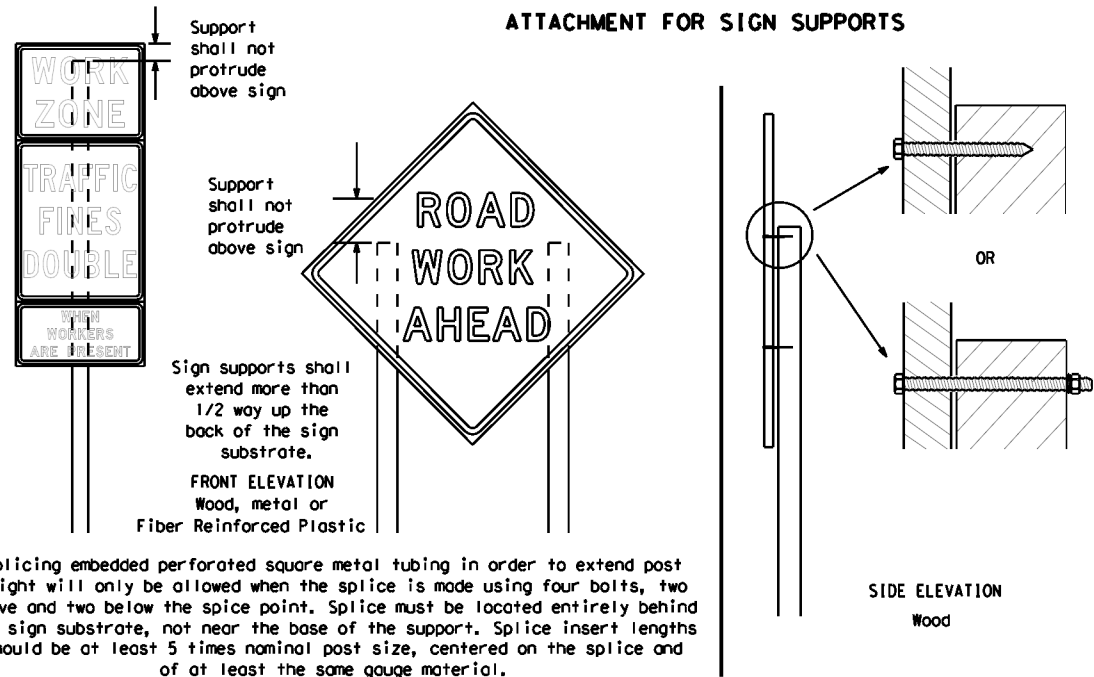 ATTACHMENT FOR SIGN SUPPORTS
Support
shall not
protrude
above sign
WORK
ZONE
TRAFFIC
FINES
DOUBLE
WHEN
WORKERS
ARE PRESENT
Support
shall not
protrude
above sign
ROAD
WORK
AHEAD
Sign supports shall
extend more than
1/2 way up the
back of the sign
substrate.
FRONT ELEVATION
Wood, metal or
Fiber Reinforced Plastic
OR
SIDE ELEVATION
Wood
plicing embedded perforated square metal tubing in order to extend post
ight will only be allowed when the splice is made using four bolts, two
ve and two below the spice point. Splice must be located entirely behind
sign substrate, not near the base of the support. Splice insert lengths
ould be at least 5 times nominal post size, centered on the splice and
of at least the same gauge material.